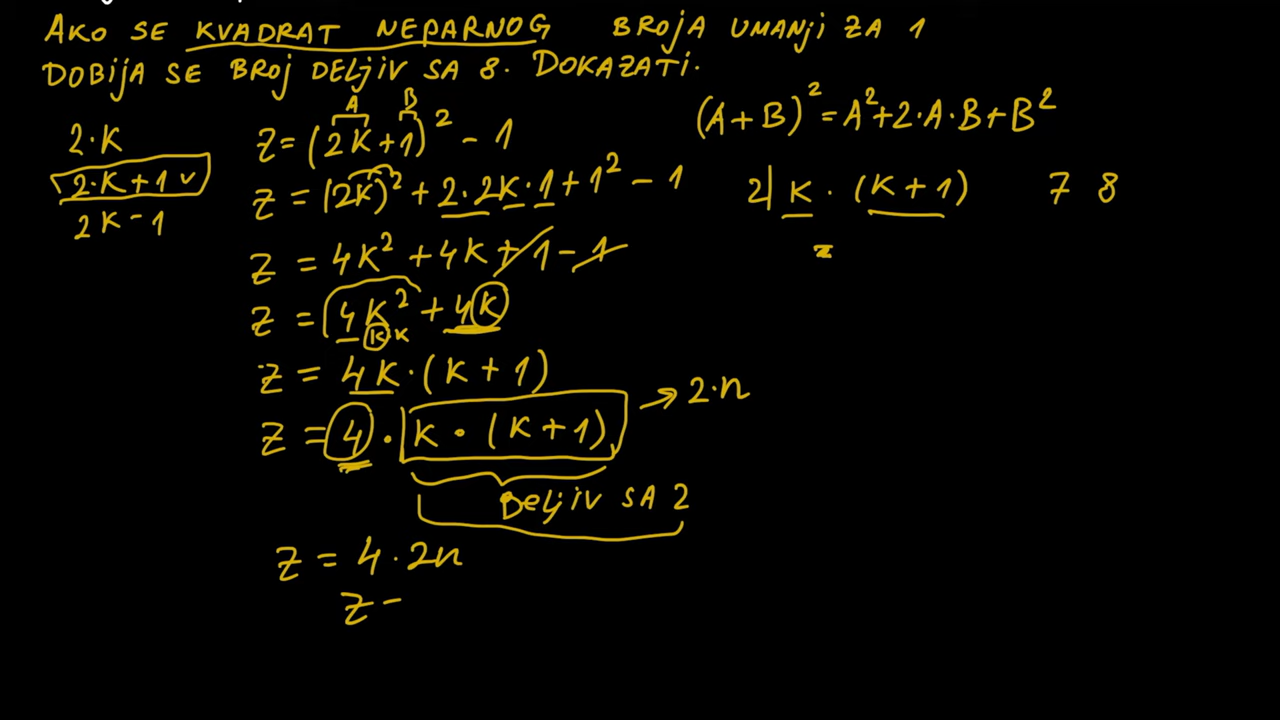 AKO SE KVADRAT NEPARNOG BROJA UMANJI ZA 1
DOBIJA SE BROJ DELJIV SA 8. DOKAZATI.
2·K
2·K+1 ✓
2K-1
A B
Z=(2K+1)² - 1
Z = (2K)² + 2·2K·1+1² - 1
Z = 4K² + 4K + 1 - 1
Z = 4K² + 4K
K·K
Z = 4K·(K+1)
Z = 4·K·(K+1) → 2·n
DELJIV SA 2
Z = 4·2n
Z -
(A+B)²=A²+2·A·B+B²
2| K · (K+1) 7 8